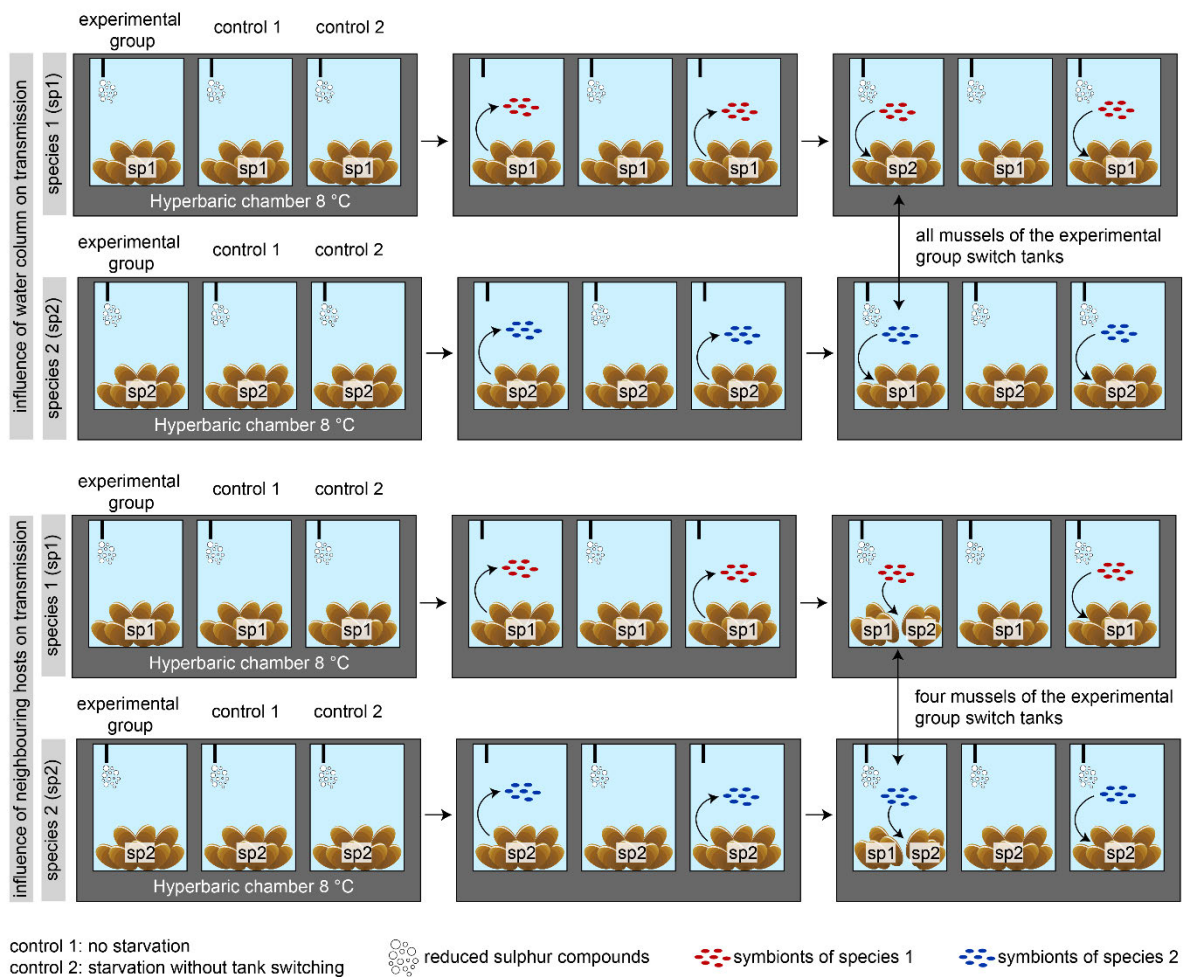 experimental
group
control 1
control 2
influence of water column on transmission
species 1 (sp1)
sp1
sp1
sp1
Hyperbaric chamber 8 °C
sp1
sp1
sp1
sp2
sp1
sp1
all mussels of the experimental
group switch tanks
experimental
group
control 1
control 2
species 2 (sp2)
sp2
sp2
sp2
Hyperbaric chamber 8 °C
sp2
sp2
sp2
sp1
sp2
sp2
experimental
group
control 1
control 2
influence of neighbouring hosts on transmission
species 1 (sp1)
sp1
sp1
sp1
Hyperbaric chamber 8 °C
sp1
sp1
sp1
sp1
sp2
sp1
sp1
four mussels of the experimental
group switch tanks
experimental
group
control 1
control 2
species 2 (sp2)
sp2
sp2
sp2
Hyperbaric chamber 8 °C
sp2
sp2
sp2
sp1
sp2
sp2
sp2
control 1: no starvation
control 2: starvation without tank switching
reduced sulphur compounds
symbionts of species 1
symbionts of species 2